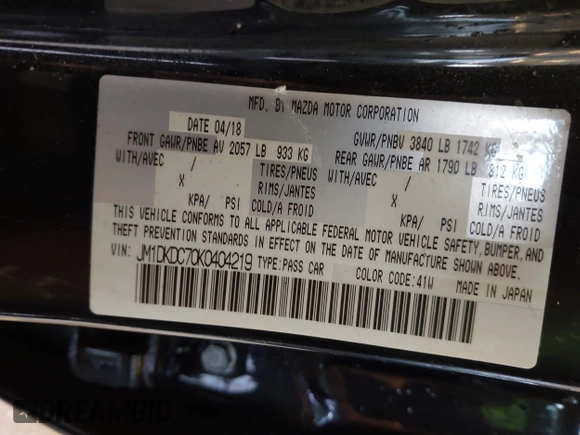 MFD. BY MAZDA MOTOR CORPORATION
DATE 04/18 GVWR/PNBV 3840 LB 1742 KG
FRONT GAWR/PNBE AV 2057 LB 933 KG REAR GAWR/PNBE AR 1790 LB 812 KG
WITH/AVEC / TIRES/PNEUS WITH/AVEC / TIRES/PNEUS
X RIMS/JANTES X RIMS/JANTES
KPA/ PSI COLD/A FROID KPA/ PSI COLD/A FROID
THIS VEHICLE CONFORMS TO ALL APPLICABLE FEDERAL MOTOR VEHICLE SAFETY, BUMPER, AND
THEFT PREVENTION STANDARDS IN EFFECT ON THE DATE OF MANUFACTURE SHOWN ABOVE.
VIN: JM1DKDC70K0404219 TYPE:PASS CAR COLOR CODE:41W MADE IN JAPAN
DREAMBID